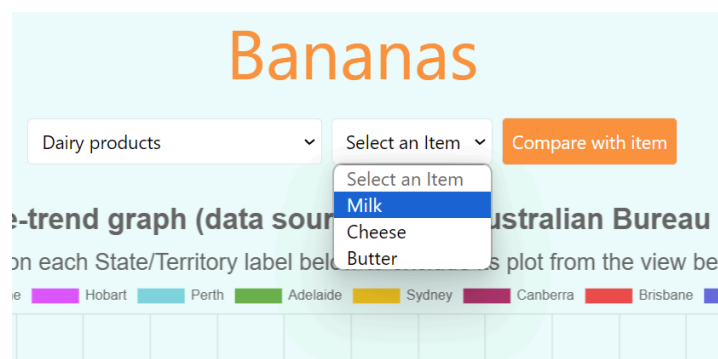 Bananas
Dairy products Select an Item Compare with item
Select an Item
Milk
Cheese
Butter
-trend graph (data sour ustralian Bureau
on each State/Territory label bel s plot from the view be
e Hobart Perth Adelaide Sydney Canberra Brisbane